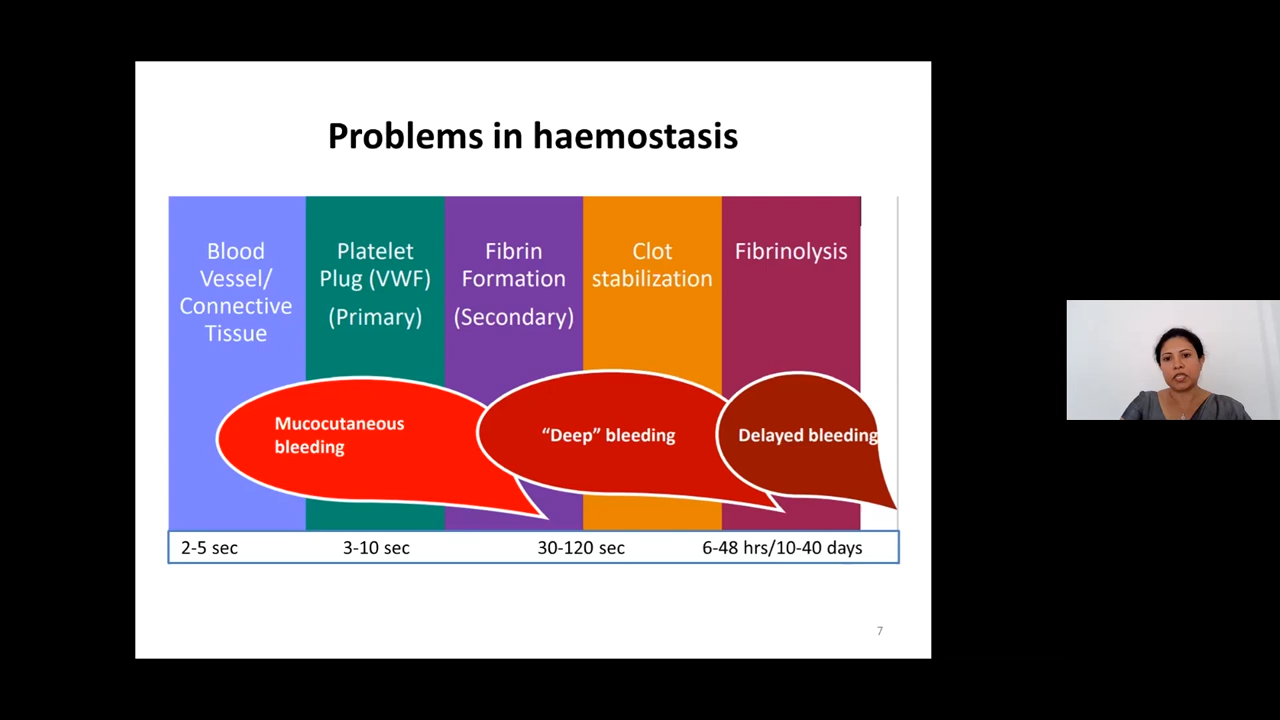 Problems in haemostasis
Blood
Vessel/
Connective
Tissue
Platelet
Plug (VWF)
(Primary)
Fibrin
Formation
(Secondary)
Clot
stabilization
Fibrinolysis
Mucocutaneous
bleeding
“Deep” bleeding
Delayed bleeding
2-5 sec
3-10 sec
30-120 sec
6-48 hrs/10-40 days
7